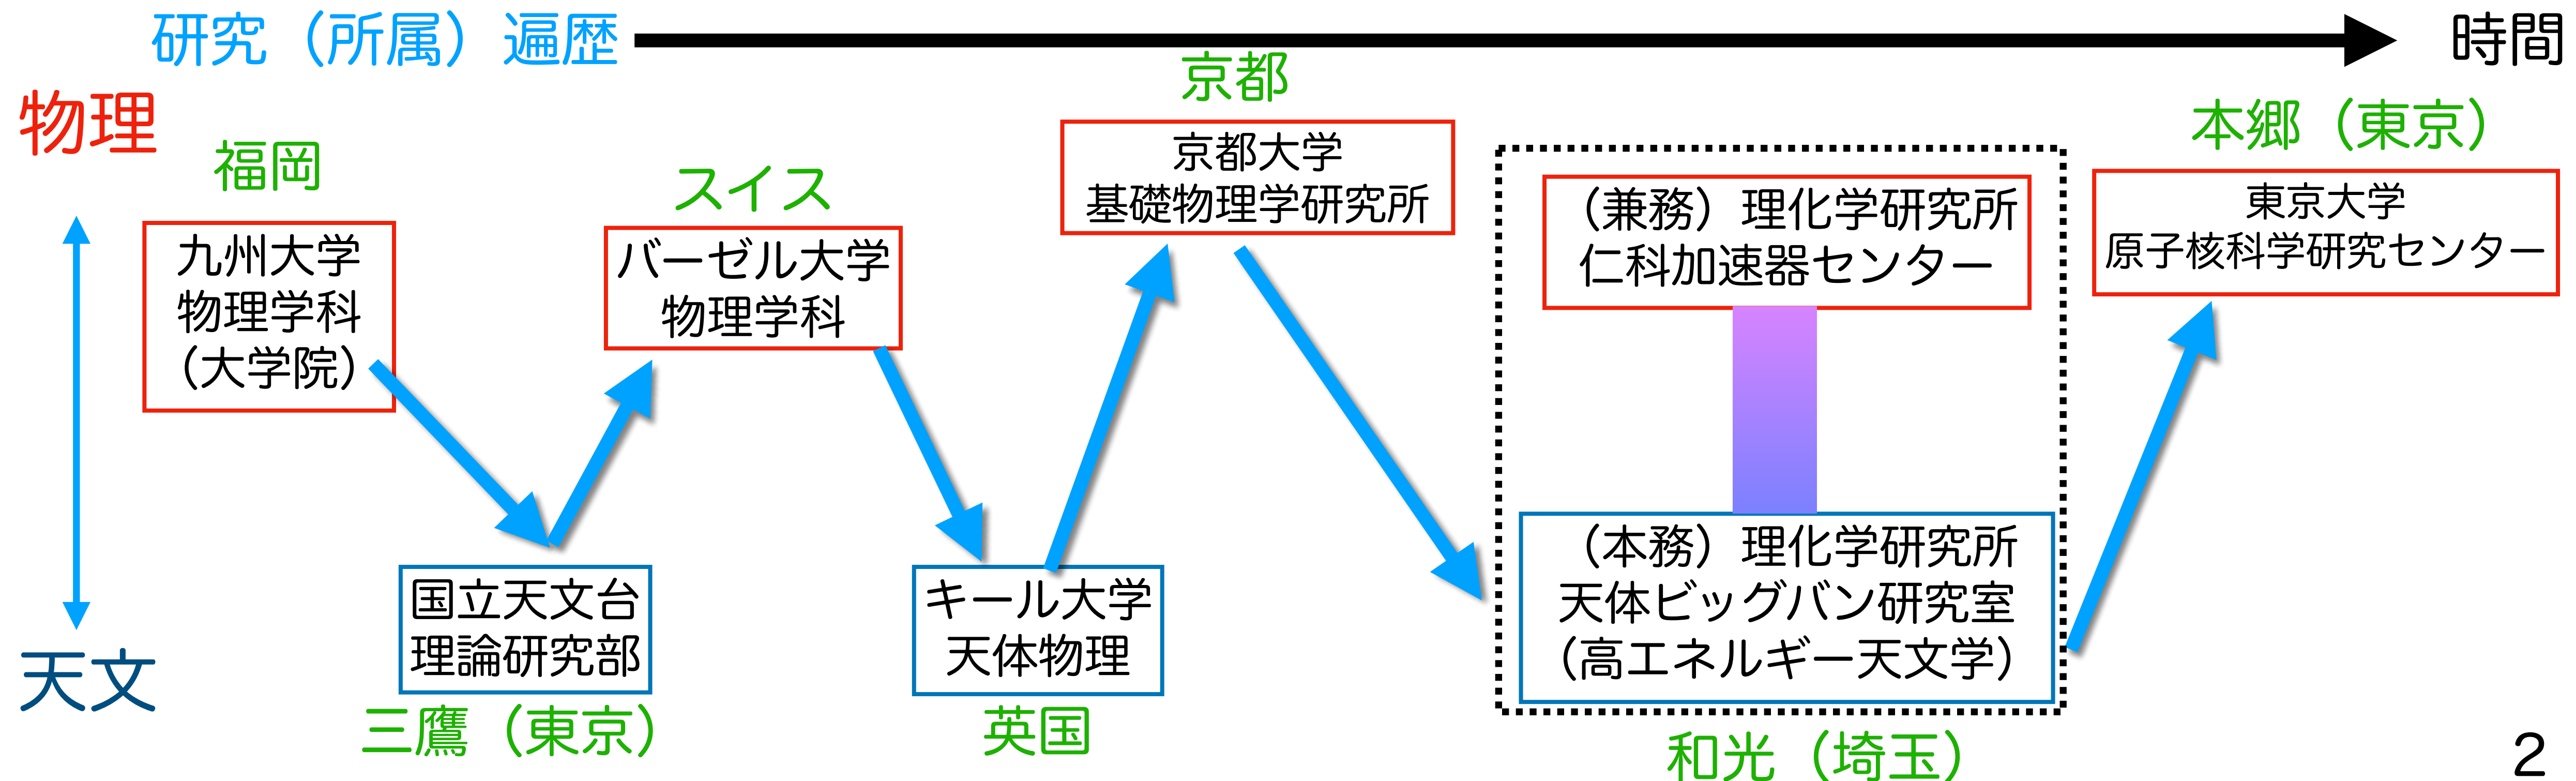 研究（所属）遍歴
時間
物理
天文
福岡
九州大学
物理学科
（大学院）
国立天文台
理論研究部
三鷹（東京）
スイス
バーゼル大学
物理学科
キール大学
天体物理
英国
京都
京都大学
基礎物理学研究所
（兼務）理化学研究所
仁科加速器センター
（本務）理化学研究所
天体ビッグバン研究室
（高エネルギー天文学）
和光（埼玉）
本郷（東京）
東京大学
原子核科学研究センター
2